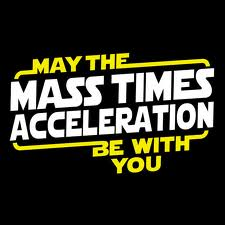 MAY THE
MASS TIMES
ACCELERATION
BE WITH
YOU